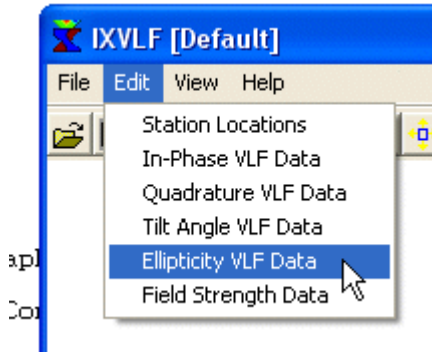 IXVLF [Default]
File Edit View Help
Station Locations
In-Phase VLF Data
Quadrature VLF Data
Tilt Angle VLF Data
Ellipticity VLF Data
Field Strength Data